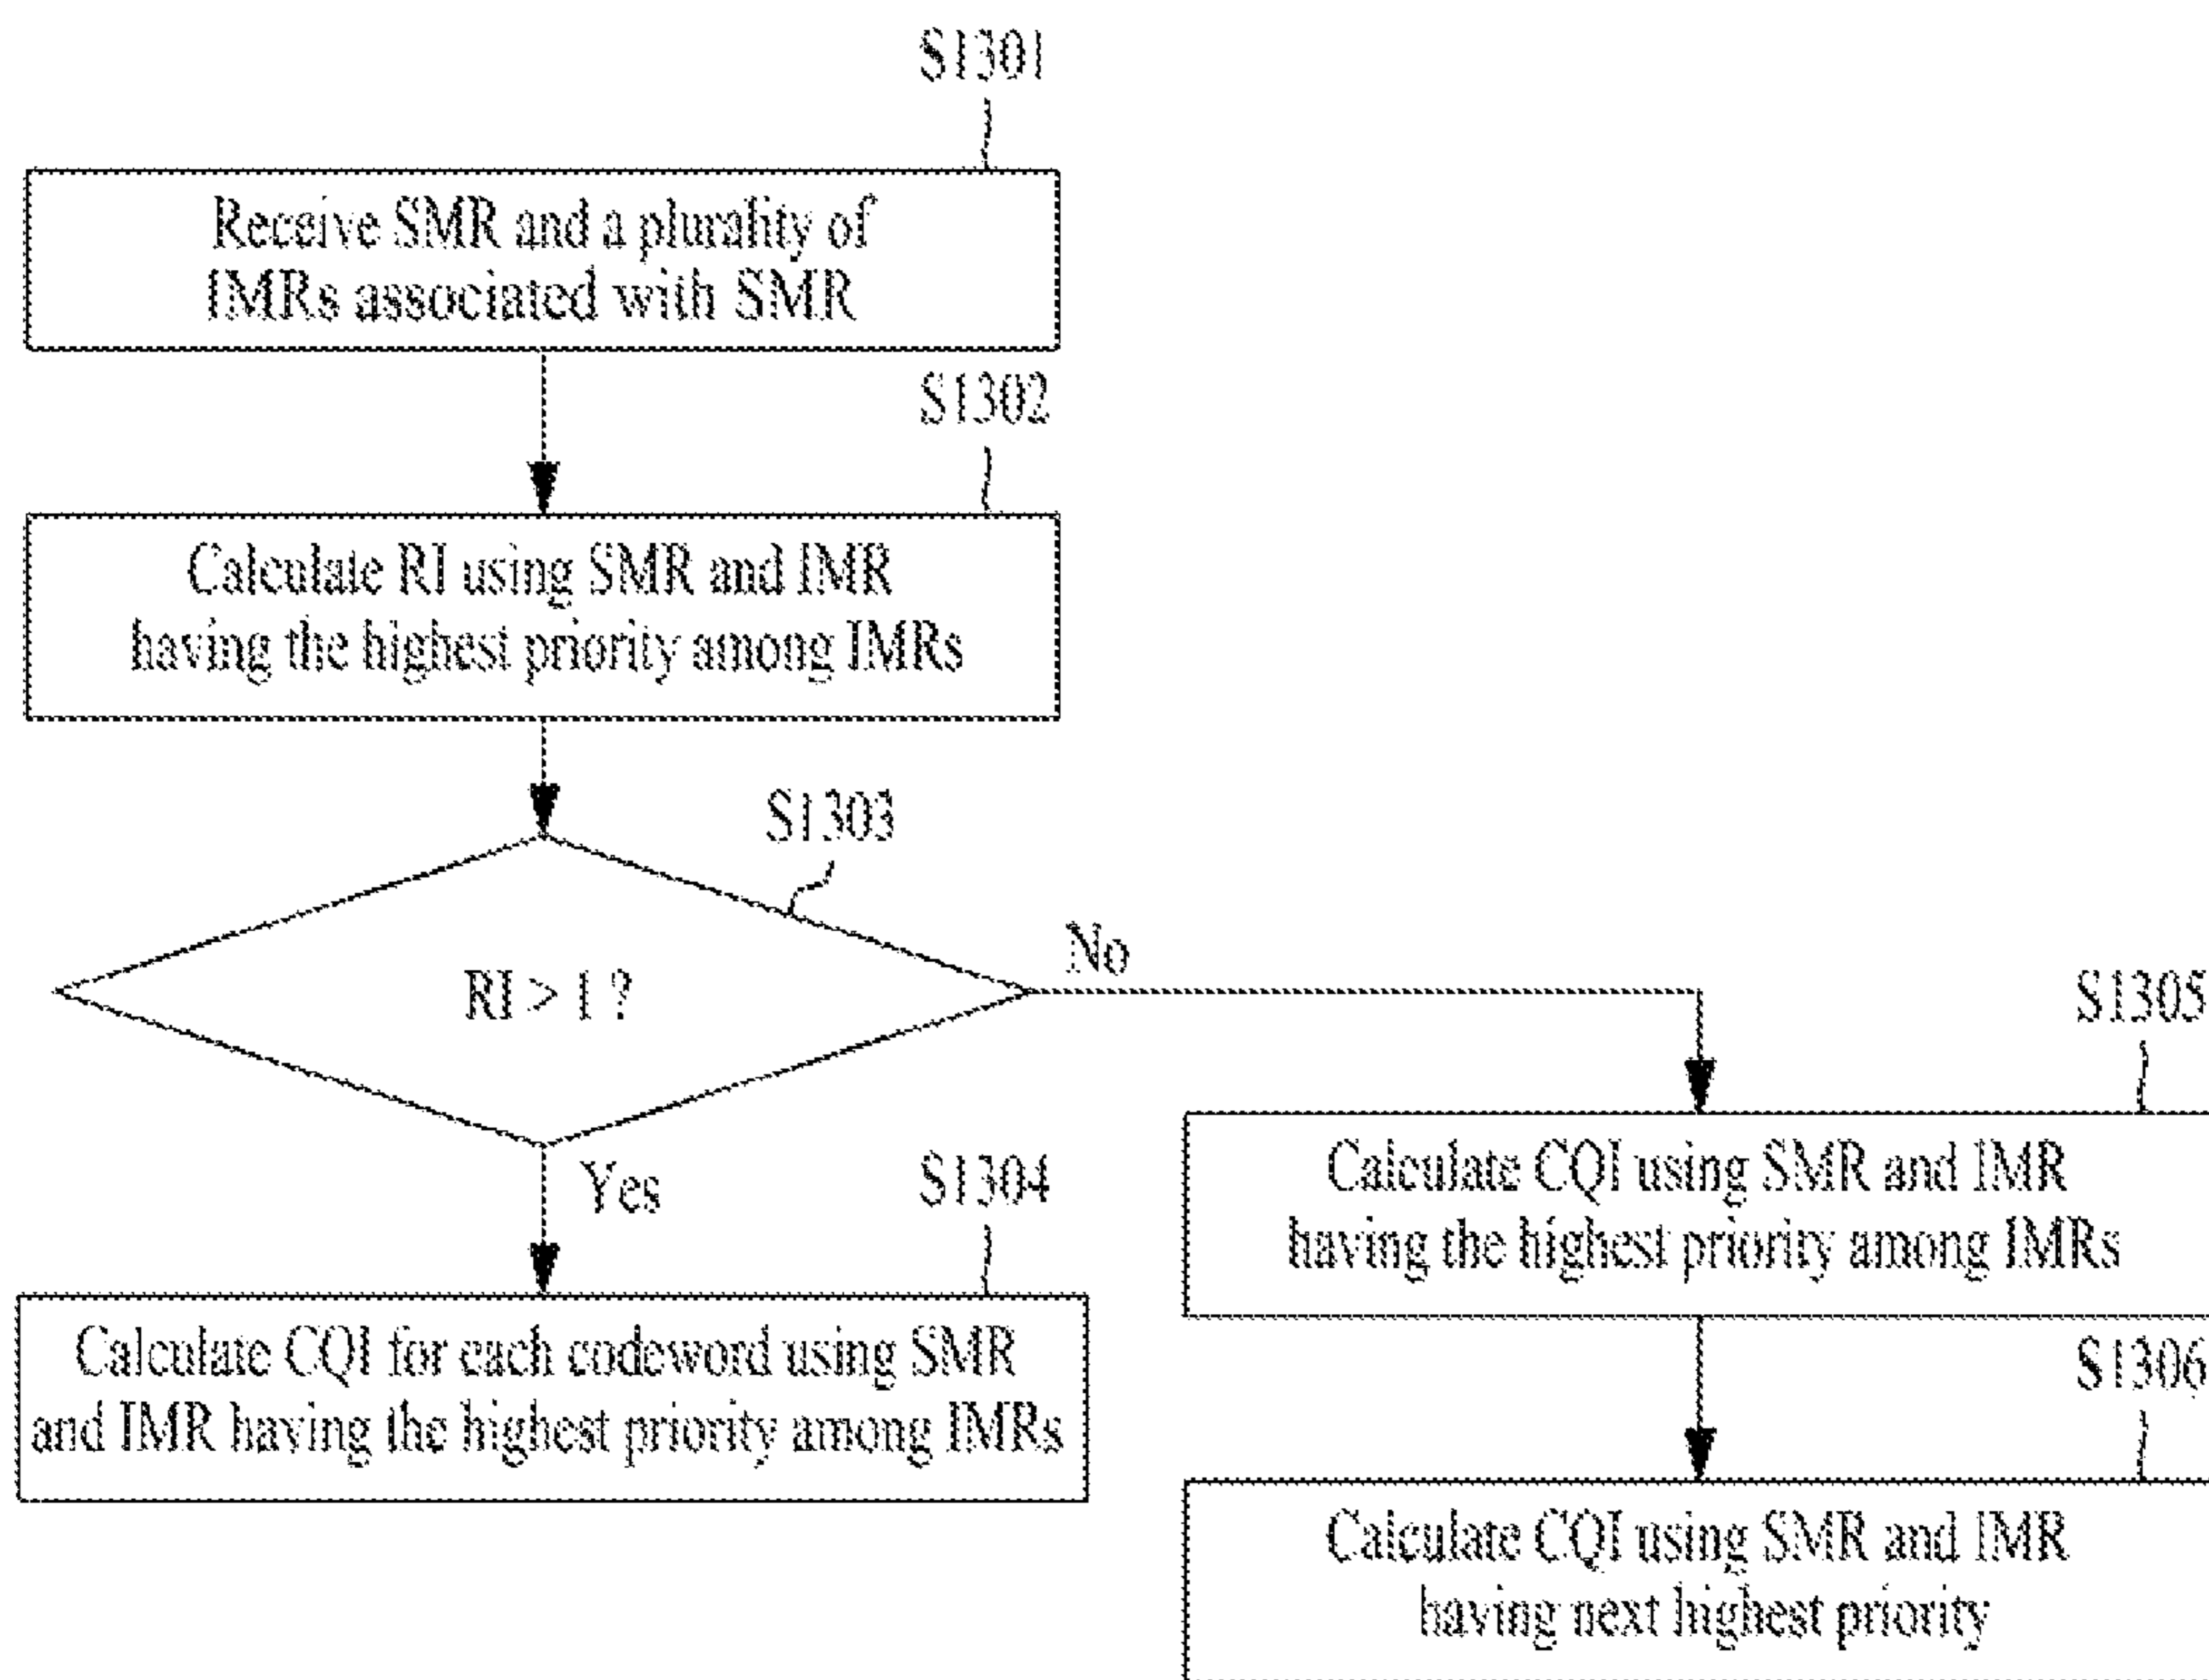 S1301
Receive SMR and a plurality of
IMRs associated with SMR
S1302
Calculate RI using SMR and IMR
having the highest priority among IMRs
S1303
RI > 1 ?
No
Yes
S1304
Calculate CQI for each codeword using SMR
and IMR having the highest priority among IMRs
S1305
Calculate CQI using SMR and IMR
having the highest priority among IMRs
S1306
Calculate CQI using SMR and IMR
having next highest priority